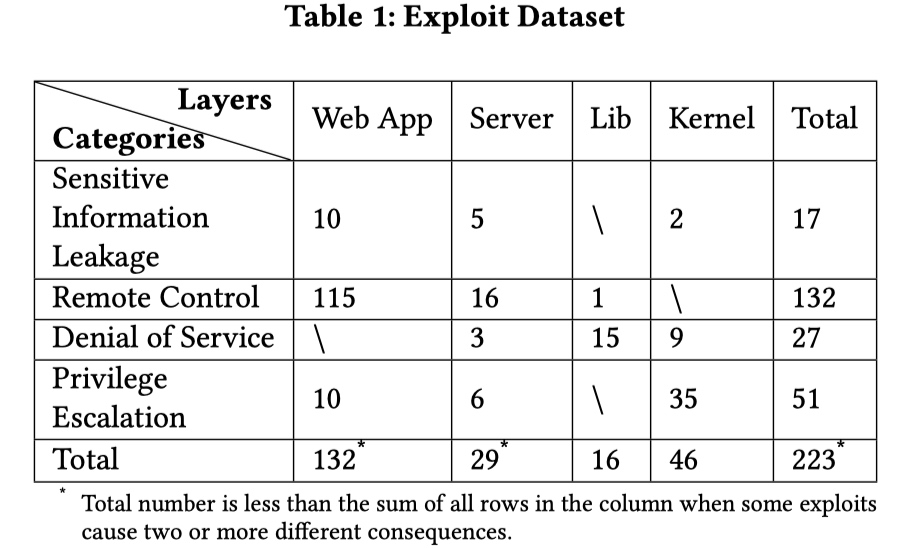 Table 1: Exploit Dataset
Layers
Categories
Web App Server Lib Kernel Total
Sensitive
Information
Leakage
10 5 \ 2 17
Remote Control 115 16 1 \ 132
Denial of Service \ 3 15 9 27
Privilege
Escalation
10 6 \ 35 51
Total 132* 29* 16 46 223*
* Total number is less than the sum of all rows in the column when some exploits
cause two or more different consequences.